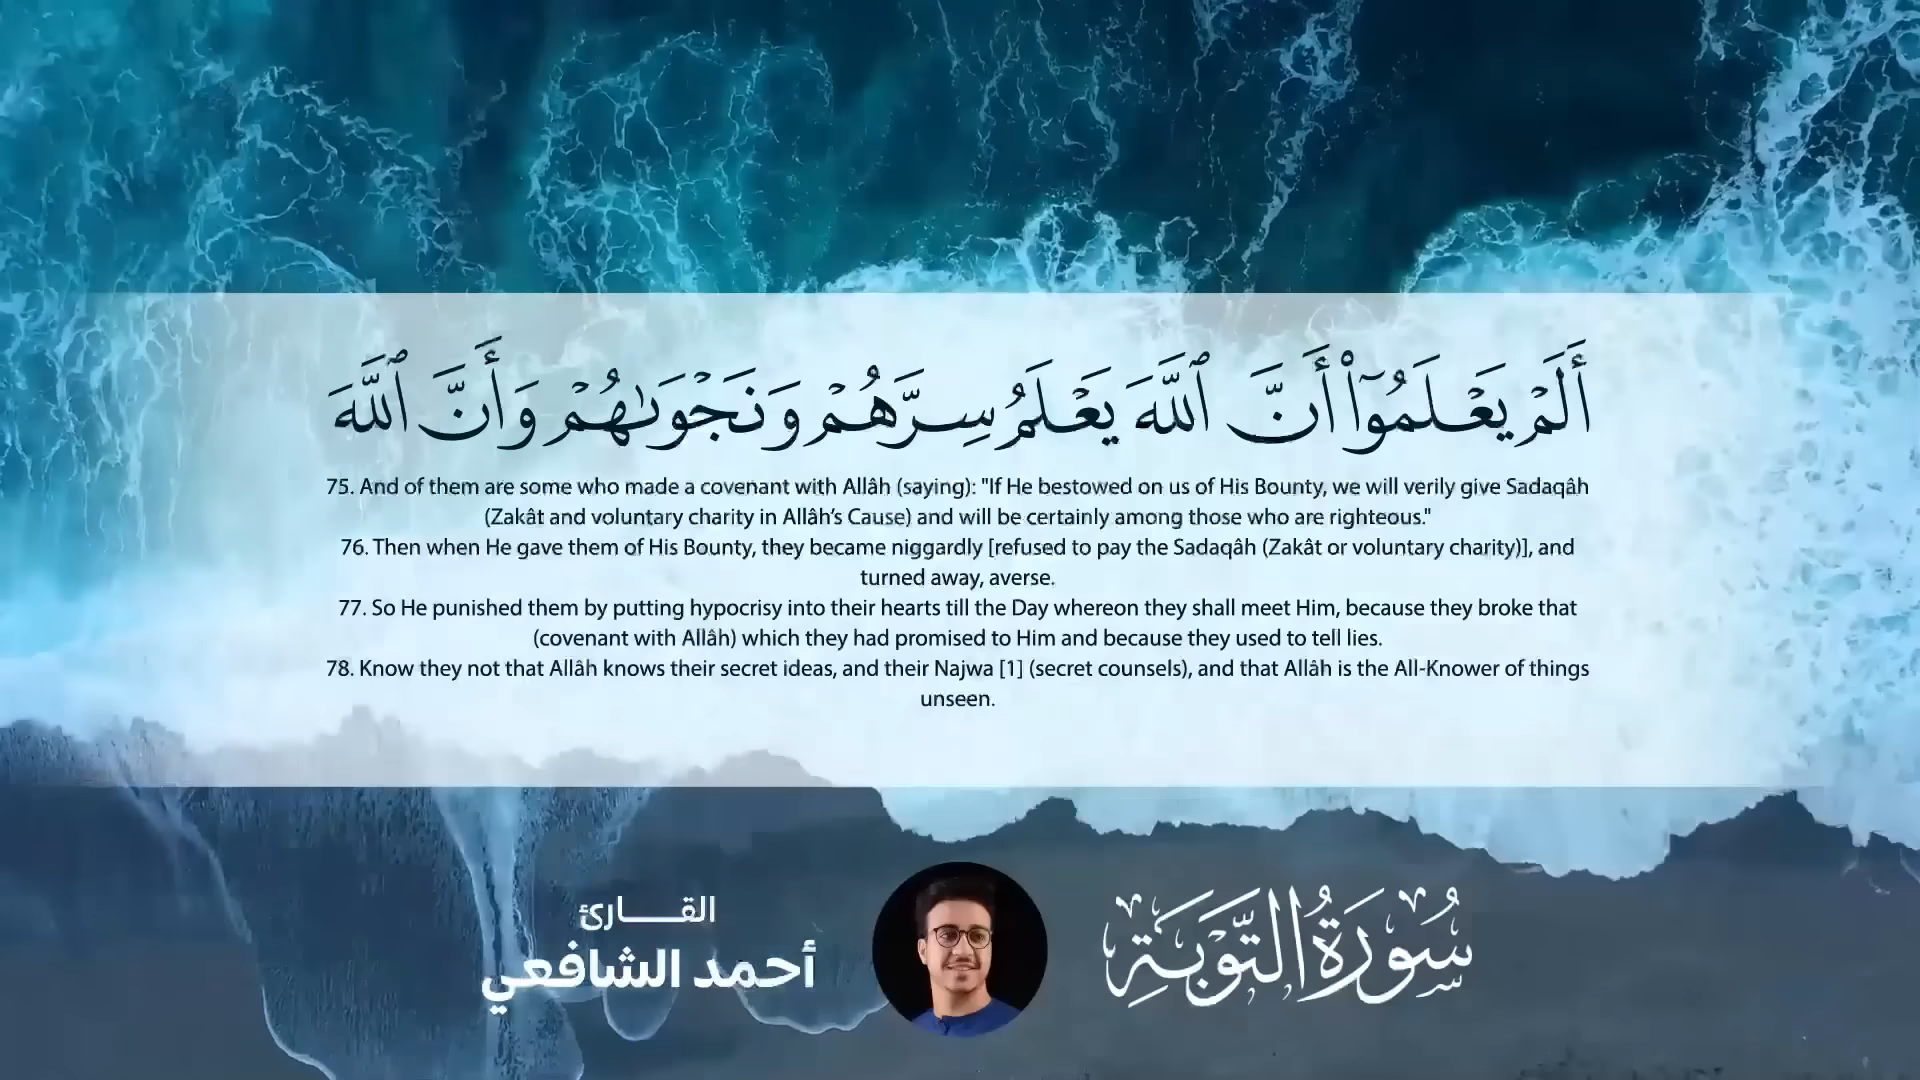 أَلَمۡ يَعۡلَمُوٓاْ أَنَّ ٱللَّهَ يَعۡلَمُ سِرَّهُمۡ وَنَجۡوَىٰهُمۡ وَأَنَّ ٱللَّهَ
75. And of them are some who made a covenant with Allâh (saying): "If He bestowed on us of His Bounty, we will verily give Sadaqâh
(Zakât and voluntary charity in Allâh’s Cause) and will be certainly among those who are righteous."
76. Then when He gave them of His Bounty, they became niggardly [refused to pay the Sadaqâh (Zakât or voluntary charity)], and
turned away, averse.
77. So He punished them by putting hypocrisy into their hearts till the Day whereon they shall meet Him, because they broke that
(covenant with Allâh) which they had promised to Him and because they used to tell lies.
78. Know they not that Allâh knows their secret ideas, and their Najwa [1] (secret counsels), and that Allâh is the All-Knower of things
unseen.
سُورَةُ التَّوْبَةِ
القـــارئ
أحمد الشافعي